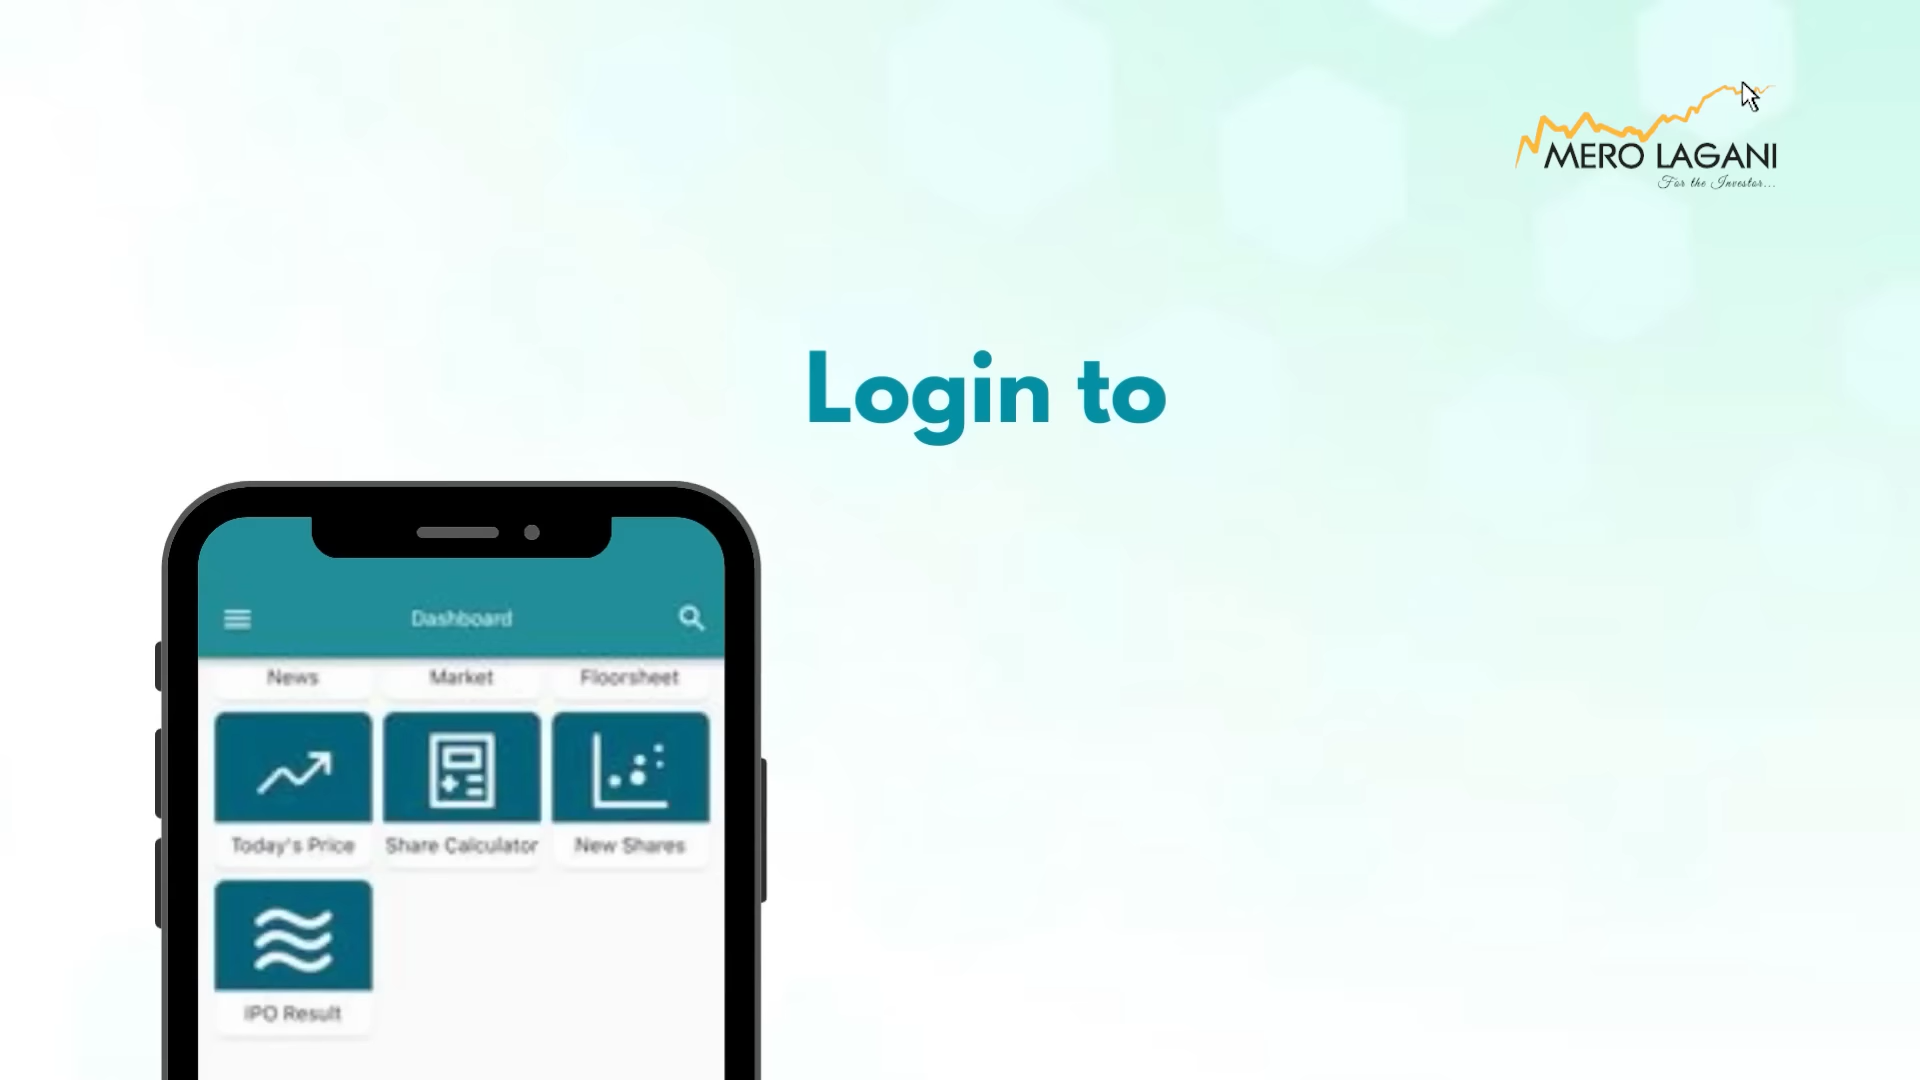 MERO LAGANI
For the Investor...
Login to
Dashboard
News Market Floorsheet
Today's Price Share Calculator New Shares
IPO Result